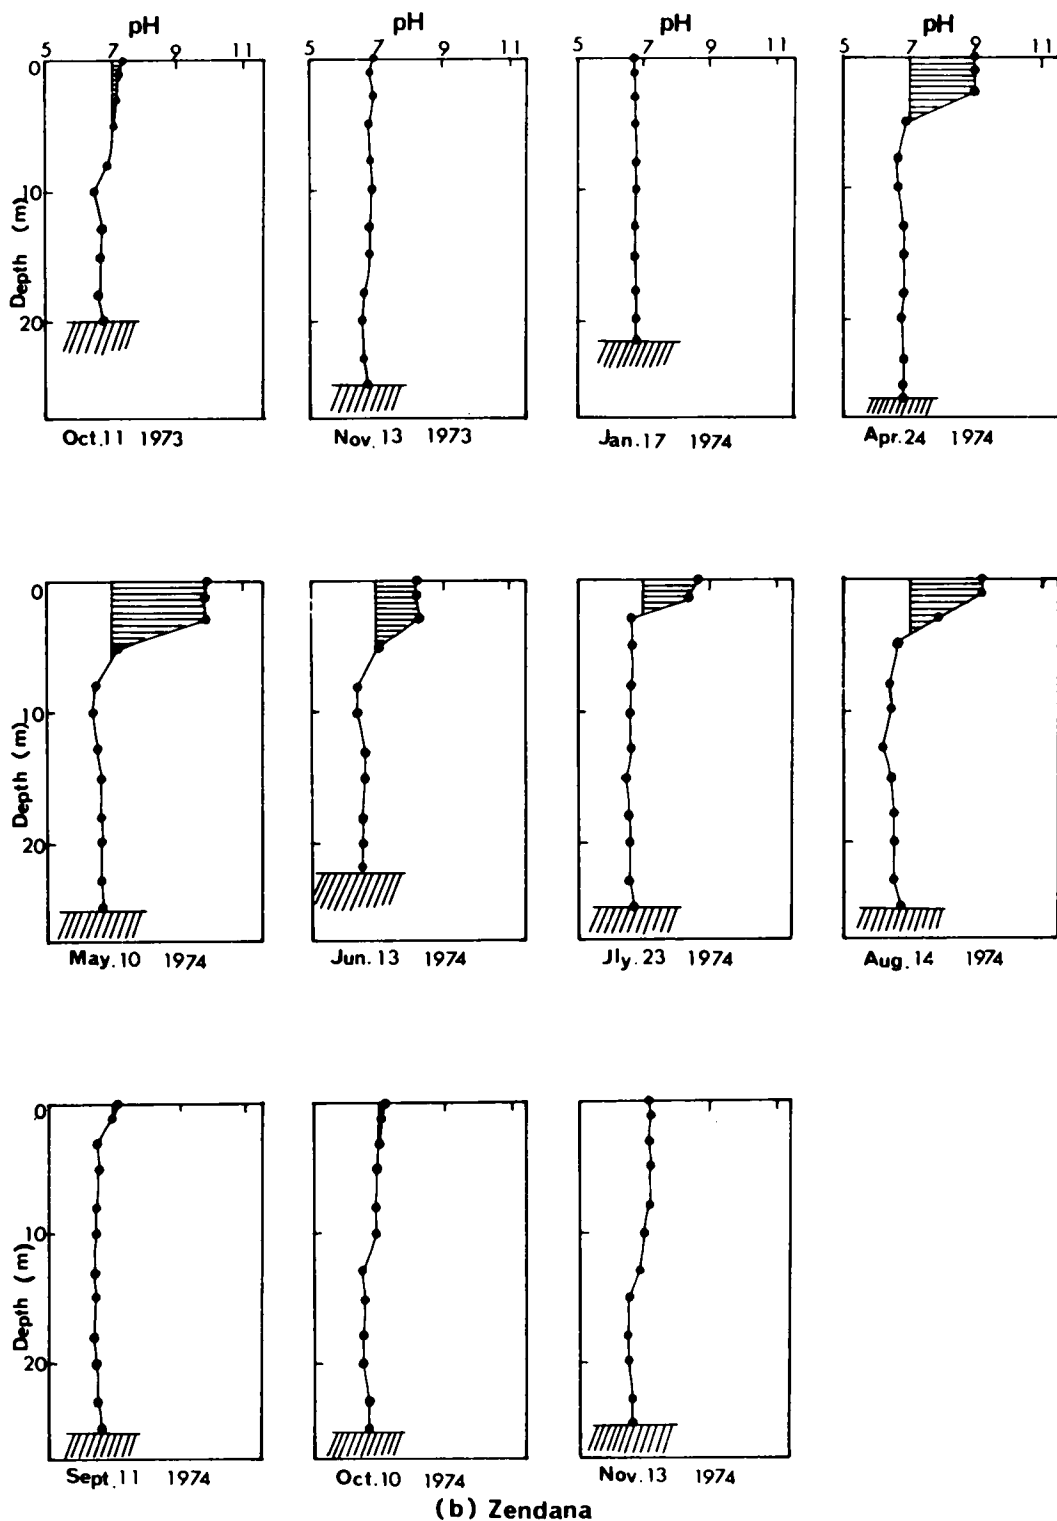 pH pH pH pH
5 7 9 11 5 7 9 11 5 7 9 11 5 7 9 11
0
10
20
Depth (m)
Oct.11 1973 Nov.13 1973 Jan.17 1974 Apr.24 1974
0
10
20
Depth (m)
May.10 1974 Jun.13 1974 Jly.23 1974 Aug.14 1974
0
10
20
Depth (m)
Sept.11 1974 Oct.10 1974 Nov.13 1974
(b) Zendana